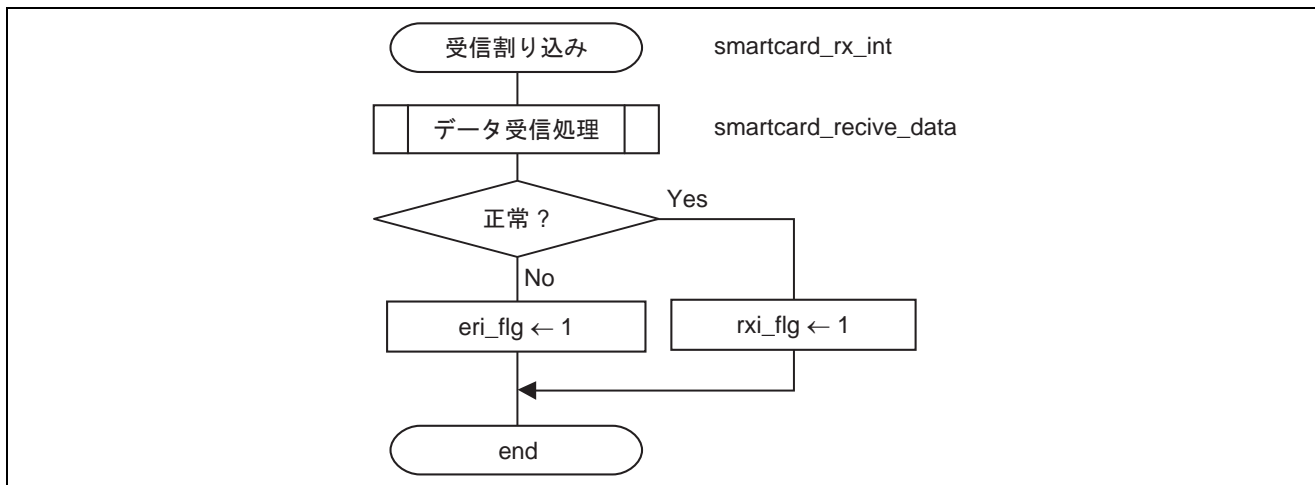 受信割り込み smartcard_rx_int
データ受信処理 smartcard_recive_data
正常？ Yes
No
eri_flg ← 1 rxi_flg ← 1
end